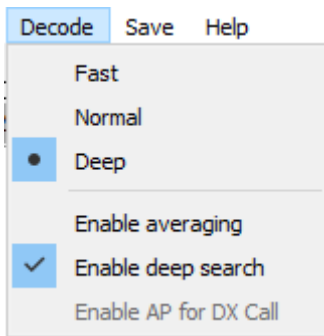 Decode Save Help
Fast
Normal
Deep
Enable averaging
Enable deep search
Enable AP for DX Call